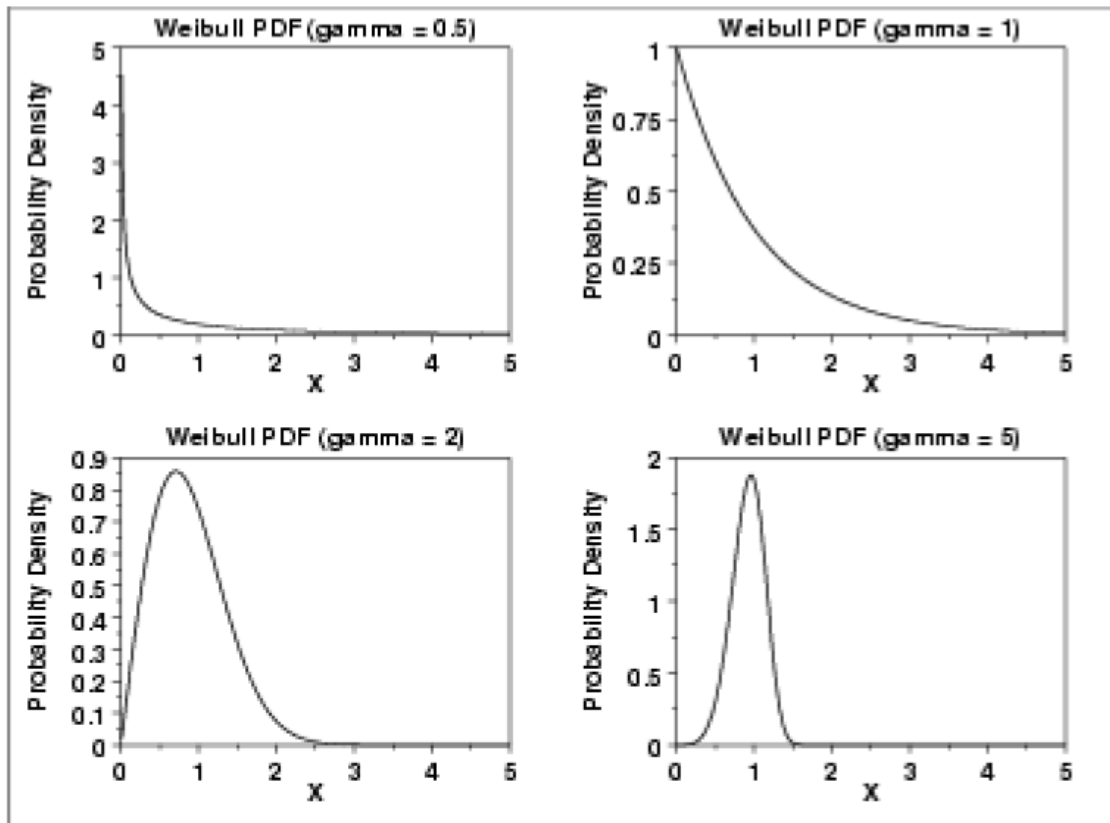 Weibull PDF (gamma = 0.5)
Probability Density
5
4
3
2
1
0
0 1 2 3 4 5
X
Weibull PDF (gamma = 1)
Probability Density
1
0.75
0.5
0.25
0
0 1 2 3 4 5
X
Weibull PDF (gamma = 2)
Probability Density
0.9
0.8
0.7
0.6
0.5
0.4
0.3
0.2
0.1
0
0 1 2 3 4 5
X
Weibull PDF (gamma = 5)
Probability Density
2
1.5
1
0.5
0
0 1 2 3 4 5
X